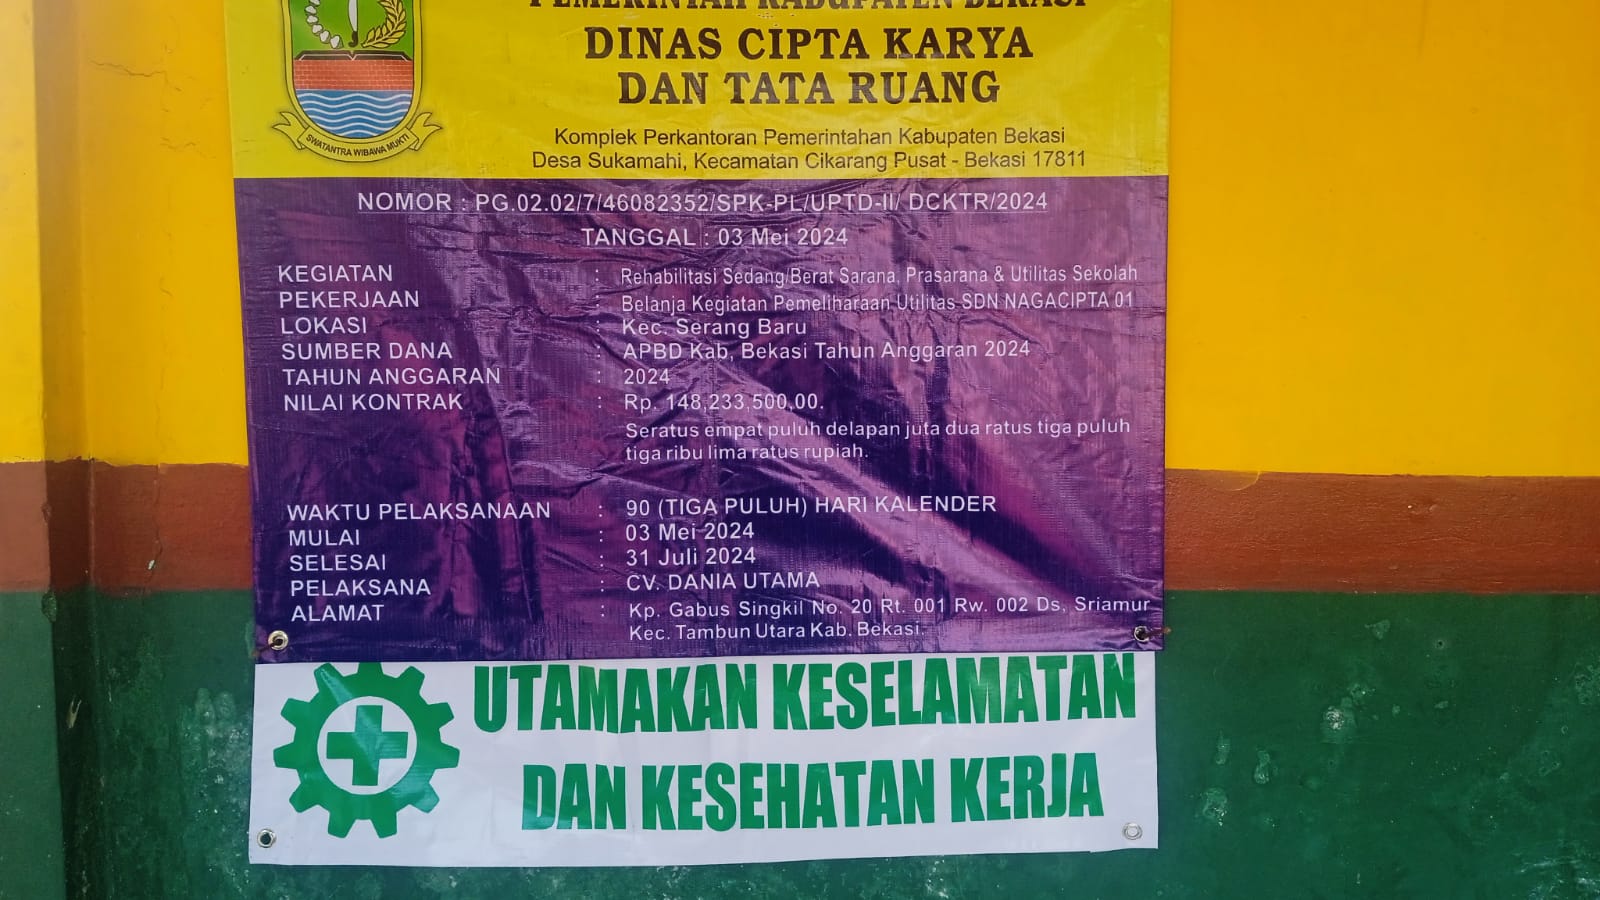 PEMERINTAH KABUPATEN BEKASI
DINAS CIPTA KARYA
DAN TATA RUANG
Komplek Perkantoran Pemerintahan Kabupaten Bekasi
Desa Sukamahi, Kecamatan Cikarang Pusat - Bekasi 17811
SWATANTRA WIBAWA MUKTI
NOMOR : PG.02.02/7/46082352/SPK-PL/UPTD-II/ DCKTR/2024
TANGGAL : 03 Mei 2024
KEGIATAN : Rehabilitasi Sedang/Berat Sarana, Prasarana & Utilitas Sekolah
PEKERJAAN : Belanja Kegiatan Pemeliharaan Utilitas SDN NAGACIPTA 01
LOKASI : Kec. Serang Baru
SUMBER DANA : APBD Kab, Bekasi Tahun Anggaran 2024
TAHUN ANGGARAN : 2024
NILAI KONTRAK : Rp. 148,233,500,00.
Seratus empat puluh delapan juta dua ratus tiga puluh
tiga ribu lima ratus rupiah.
WAKTU PELAKSANAAN : 90 (TIGA PULUH) HARI KALENDER
MULAI : 03 Mei 2024
SELESAI : 31 Juli 2024
PELAKSANA : CV. DANIA UTAMA
ALAMAT : Kp. Gabus Singkil No. 20 Rt. 001 Rw. 002 Ds, Sriamur
Kec. Tambun Utara Kab. Bekasi.
UTAMAKAN KESELAMATAN
DAN KESEHATAN KERJA